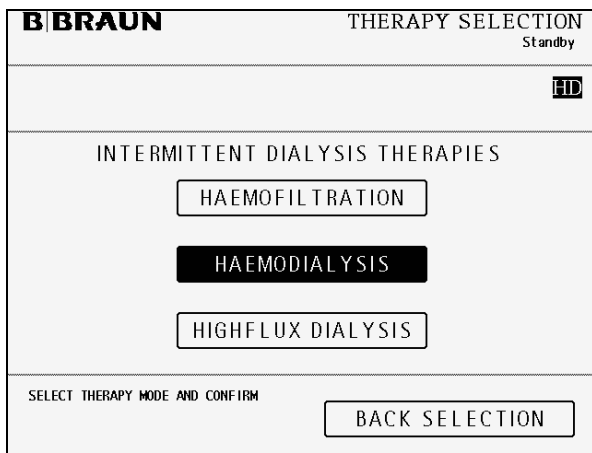 B|BRAUN
THERAPY SELECTION
Standby
HD
INTERMITTENT DIALYSIS THERAPIES
HAEMOFILTRATION
HAEMODIALYSIS
HIGHFLUX DIALYSIS
SELECT THERAPY MODE AND CONFIRM
BACK SELECTION